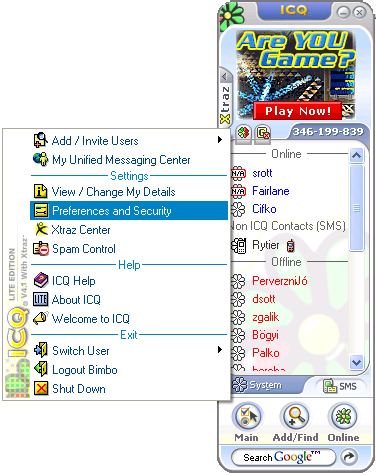 ICQ
Are YOU
Game?
Play Now!
Xtraz
346-199-839
Online
srott
Fairlane
Cifko
Non ICQ Contacts (SMS)
Rytier
Offline
PerverzniJó
dsott
zgalik
Bögyi
Palko
System
SMS
Main
Add/Find
Online
Search Google™
Add / Invite Users
My Unified Messaging Center
Settings
View / Change My Details
Preferences and Security
Xtraz Center
Spam Control
Help
ICQ Help
LITE
About ICQ
Welcome to ICQ
Exit
Switch User
Logout Bimbo
Shut Down
ICQ LITE EDITION
V4.1 With Xtraz
N/A
N/A